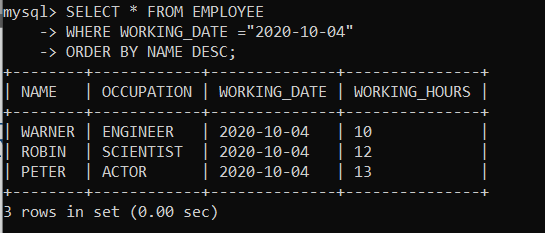 mysql> SELECT * FROM EMPLOYEE
    -> WHERE WORKING_DATE ="2020-10-04"
    -> ORDER BY NAME DESC;
+--------+------------+--------------+---------------+
| NAME   | OCCUPATION | WORKING_DATE | WORKING_HOURS |
+--------+------------+--------------+---------------+
| WARNER | ENGINEER   | 2020-10-04   | 10            |
| ROBIN  | SCIENTIST  | 2020-10-04   | 12            |
| PETER  | ACTOR      | 2020-10-04   | 13            |
+--------+------------+--------------+---------------+
3 rows in set (0.00 sec)